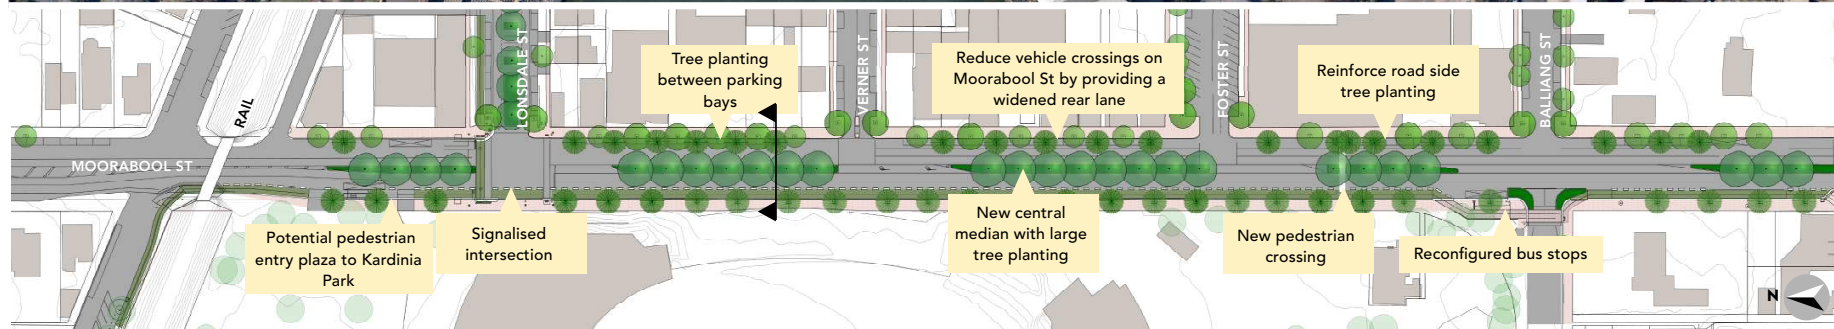 RAIL
MOORABOOL ST
LONSDALE ST
VERNER ST
FOSTER ST
BALLIANG ST
Tree planting
between parking
bays
Reduce vehicle crossings on
Moorabool St by providing a
widened rear lane
Reinforce road side
tree planting
Potential pedestrian
entry plaza to Kardinia
Park
Signalised
intersection
New central
median with large
tree planting
New pedestrian
crossing
Reconfigured bus stops
N